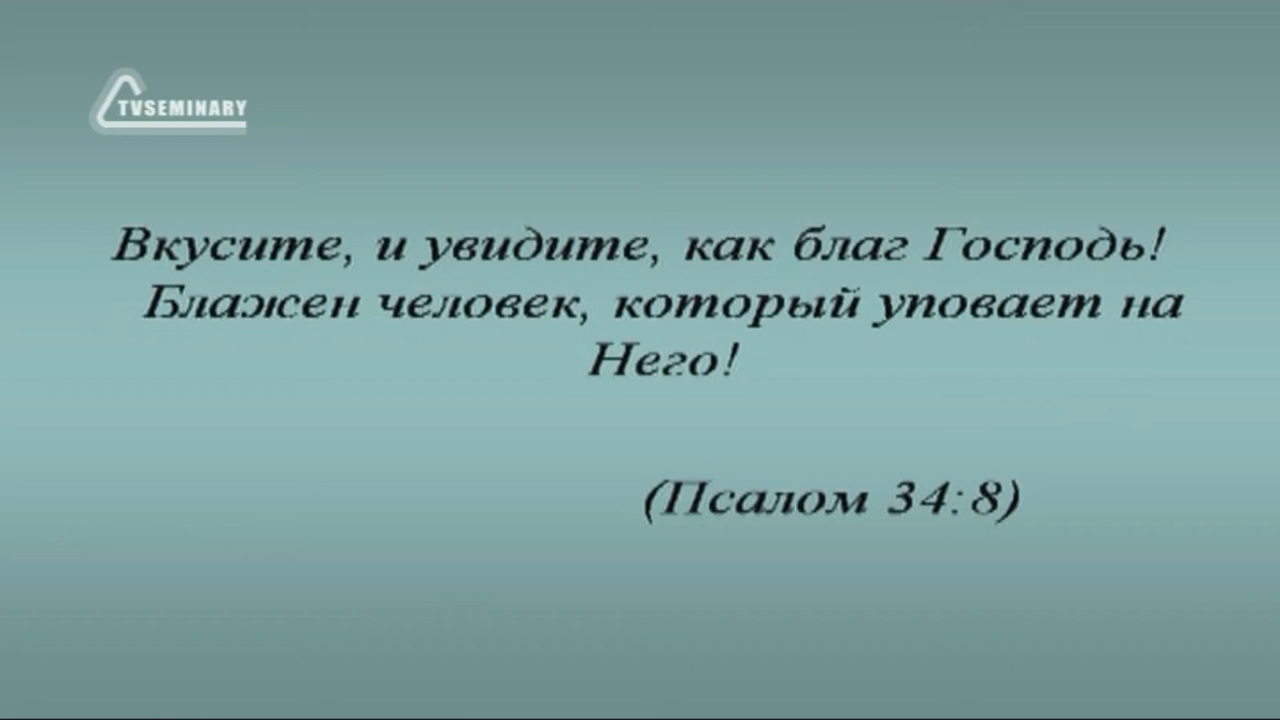 TVSEMINARY
Вкусите, и увидите, как благ Господь!
Блажен человек, который уповает на
Него!
(Псалом 34:8)